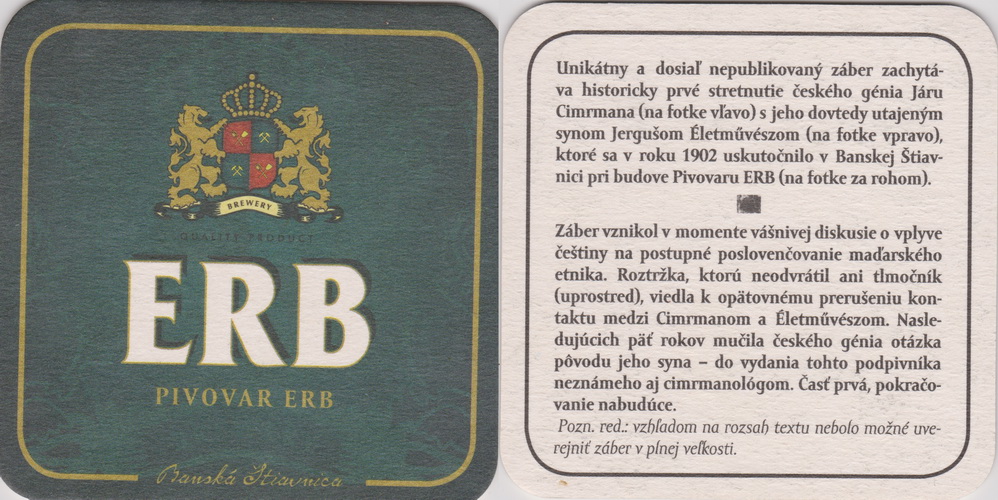 BREWERY
QUALITY PRODUCT
ERB
PIVOVAR ERB
Banská Štiavnica
Unikátny a dosiaľ nepublikovaný záber zachytá-
va historicky prvé stretnutie českého génia Járu
Cimrmana (na fotke vľavo) s jeho dovtedy utajeným
synom Jergušom Életművészom (na fotke vpravo),
ktoré sa v roku 1902 uskutočnilo v Banskej Štiav-
nici pri budove Pivovaru ERB (na fotke za rohom).
Záber vznikol v momente vášnivej diskusie o vplyve
češtiny na postupné poslovenčovanie maďarského
etnika. Roztržka, ktorú neodvrátil ani tlmočník
(uprostred), viedla k opätovnému prerušeniu kon-
taktu medzi Cimrmanom a Életművészom. Nasle-
dujúcich päť rokov mučila českého génia otázka
pôvodu jeho syna – do vydania tohto podpivníka
neznámeho aj cimrmanológom. Časť prvá, pokračo-
vanie nabudúce.
Pozn. red.: vzhľadom na rozsah textu nebolo možné uve-
rejniť záber v plnej veľkosti.